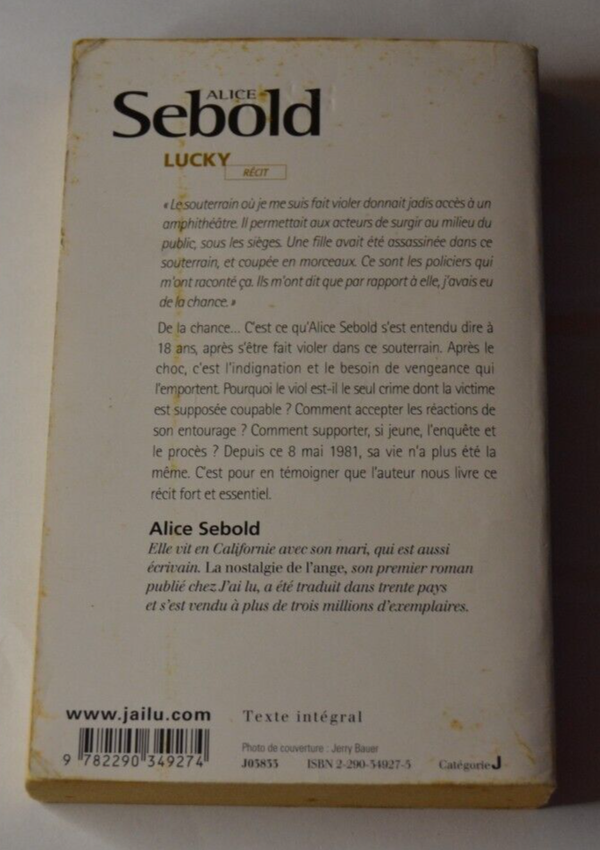 ALICE
Sebold
LUCKY
RÉCIT
« Le souterrain où je me suis fait violer donnait jadis accès à un
amphithéâtre. Il permettait aux acteurs de surgir au milieu du
public, sous les sièges. Une fille avait été assassinée dans ce
souterrain, et coupée en morceaux. Ce sont les policiers qui
m'ont raconté ça. Ils m'ont dit que par rapport à elle, j'avais eu
de la chance. »
De la chance... C'est ce qu'Alice Sebold s'est entendu dire à
18 ans, après s'être fait violer dans ce souterrain. Après le
choc, c'est l'indignation et le besoin de vengeance qui
l'emportent. Pourquoi le viol est-il le seul crime dont la victime
est supposée coupable ? Comment accepter les réactions de
son entourage ? Comment supporter, si jeune, l'enquête et
le procès ? Depuis ce 8 mai 1981, sa vie n'a plus été la
même. C'est pour en témoigner que l'auteur nous livre ce
récit fort et essentiel.
Alice Sebold
Elle vit en Californie avec son mari, qui est aussi
écrivain. La nostalgie de l'ange, son premier roman
publié chez J'ai lu, a été traduit dans trente pays
et s'est vendu à plus de trois millions d'exemplaires.
www.jailu.com
Texte intégral
9 782290 349274
Photo de couverture : Jerry Bauer
J05835 ISBN 2-290-34927-5 Catégorie J